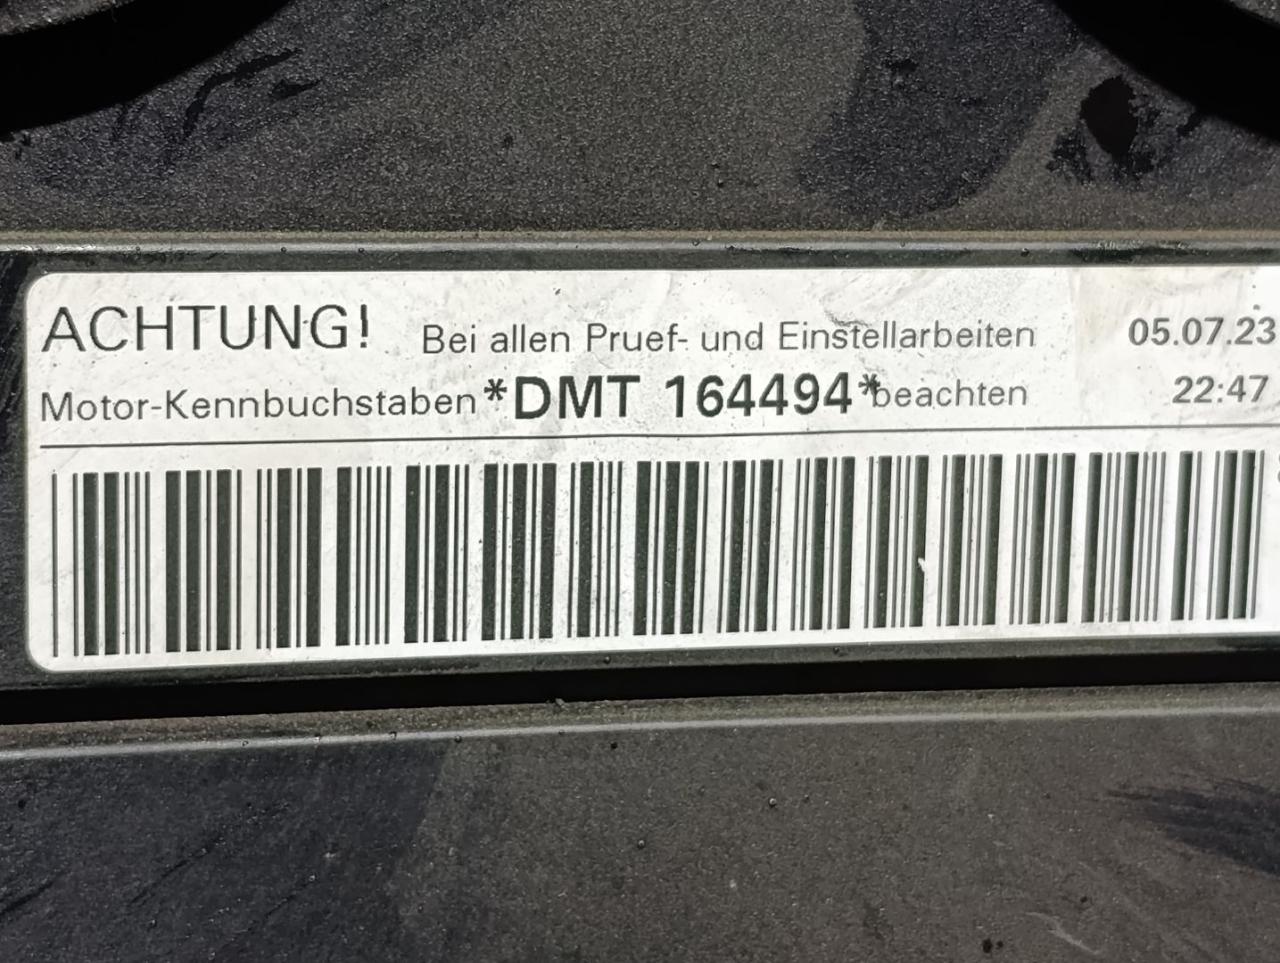 ACHTUNG! Bei allen Pruef- und Einstellarbeiten 05.07.23
Motor-Kennbuchstaben *DMT 164494* beachten 22:47